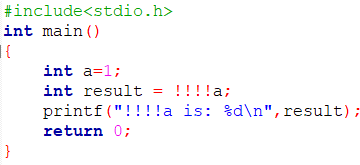 #include<stdio.h>
int main()
{
    int a=1;
    int result = !!!!a;
    printf("!!!!a is: %d\n",result);
    return 0;
}